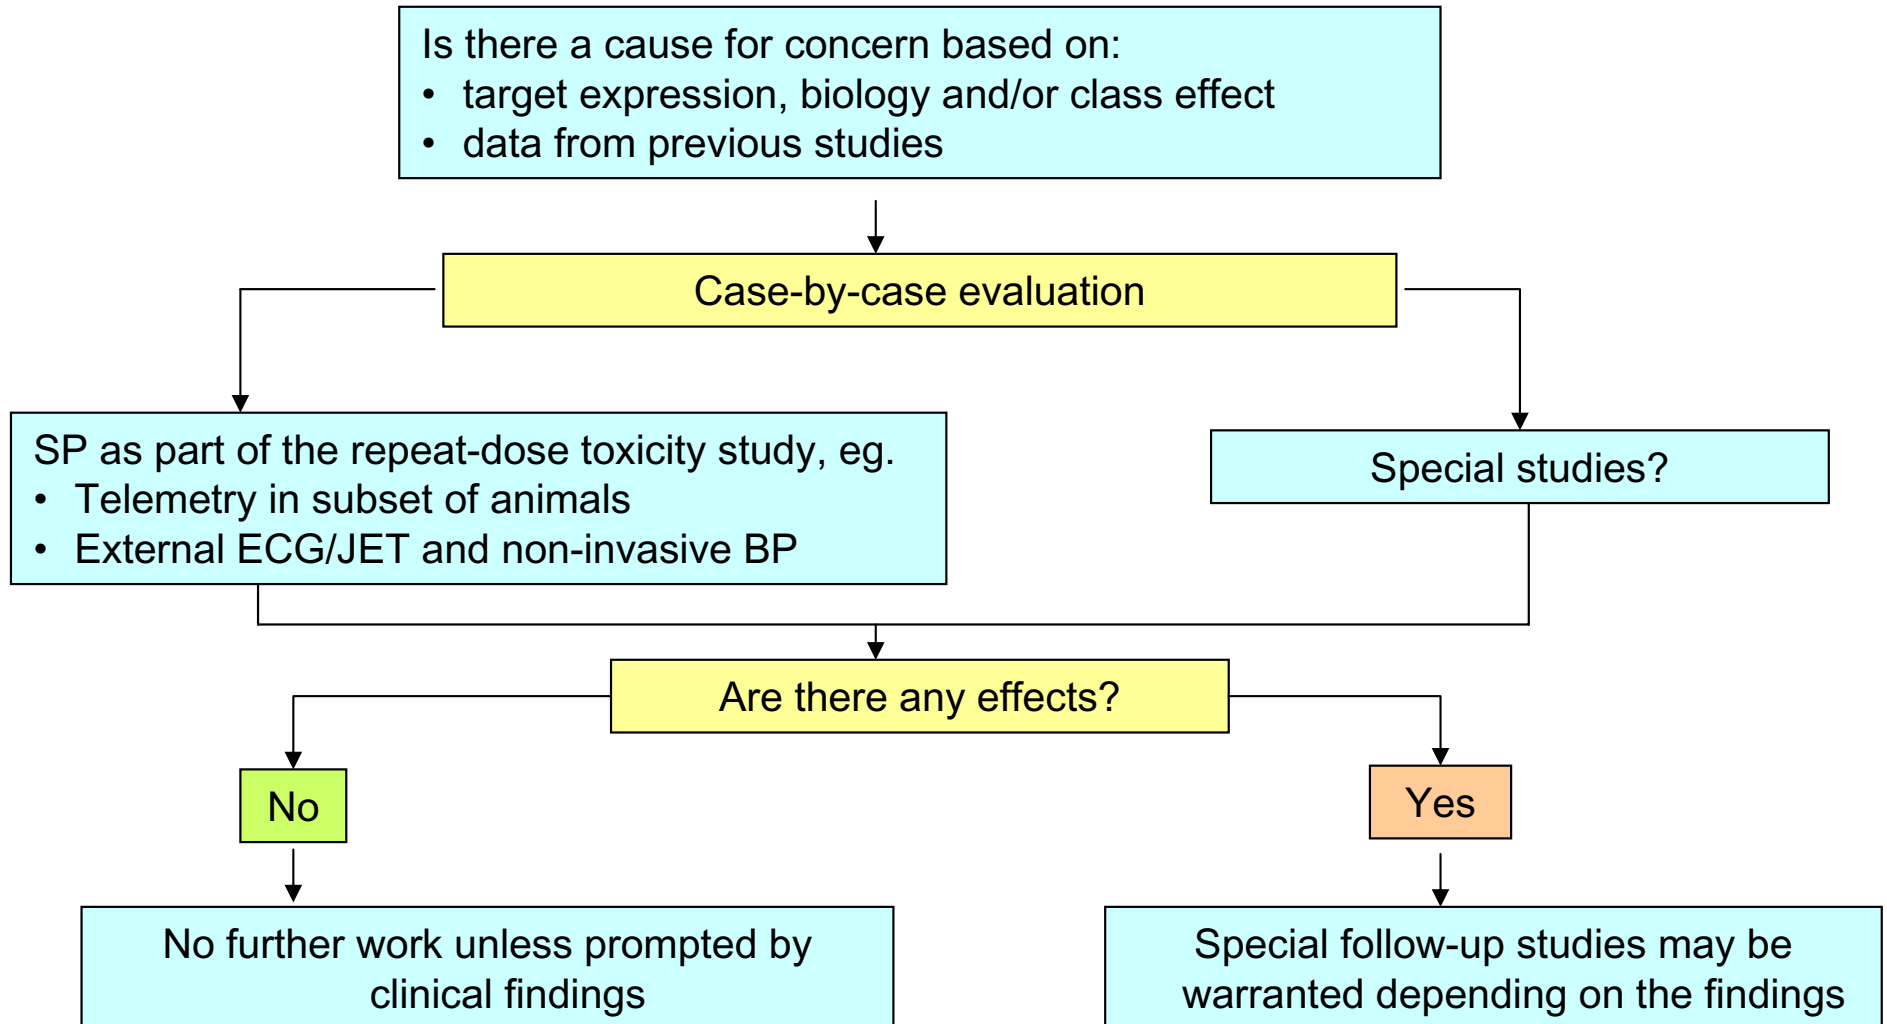 Is there a cause for concern based on:
• target expression, biology and/or class effect
• data from previous studies
Case-by-case evaluation
SP as part of the repeat-dose toxicity study, eg.
• Telemetry in subset of animals
• External ECG/JET and non-invasive BP
Special studies?
Are there any effects?
No
Yes
No further work unless prompted by
clinical findings
Special follow-up studies may be
warranted depending on the findings